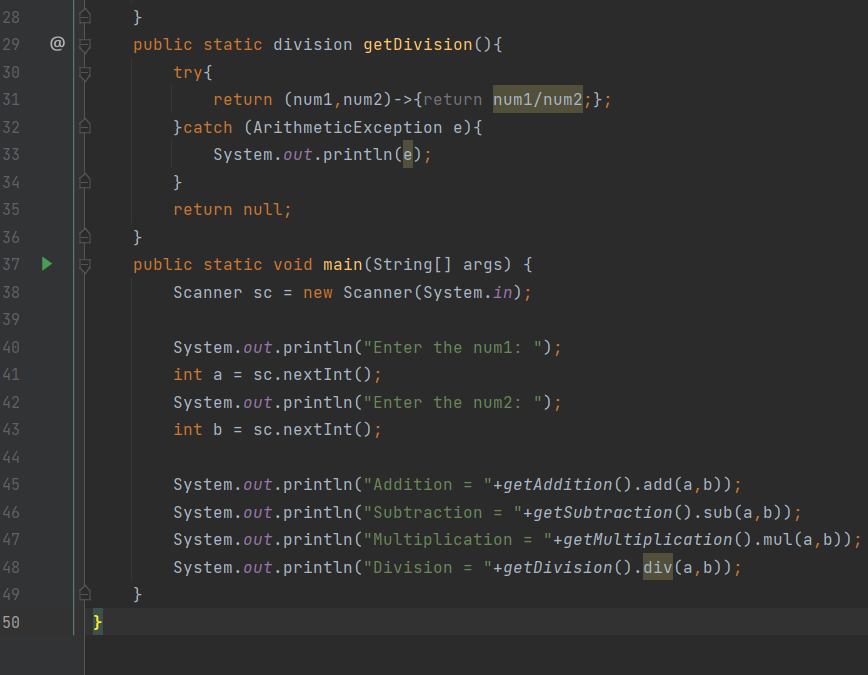 28 }
29 @ public static division getDivision(){
30 try{
31 return (num1,num2)->{return num1/num2;};
32 }catch (ArithmeticException e){
33 System.out.println(e);
34 }
35 return null;
36 }
37 public static void main(String[] args) {
38 Scanner sc = new Scanner(System.in);
39
40 System.out.println("Enter the num1: ");
41 int a = sc.nextInt();
42 System.out.println("Enter the num2: ");
43 int b = sc.nextInt();
44
45 System.out.println("Addition = "+getAddition().add(a,b));
46 System.out.println("Subtraction = "+getSubtraction().sub(a,b));
47 System.out.println("Multiplication = "+getMultiplication().mul(a,b));
48 System.out.println("Division = "+getDivision().div(a,b));
49 }
50 }